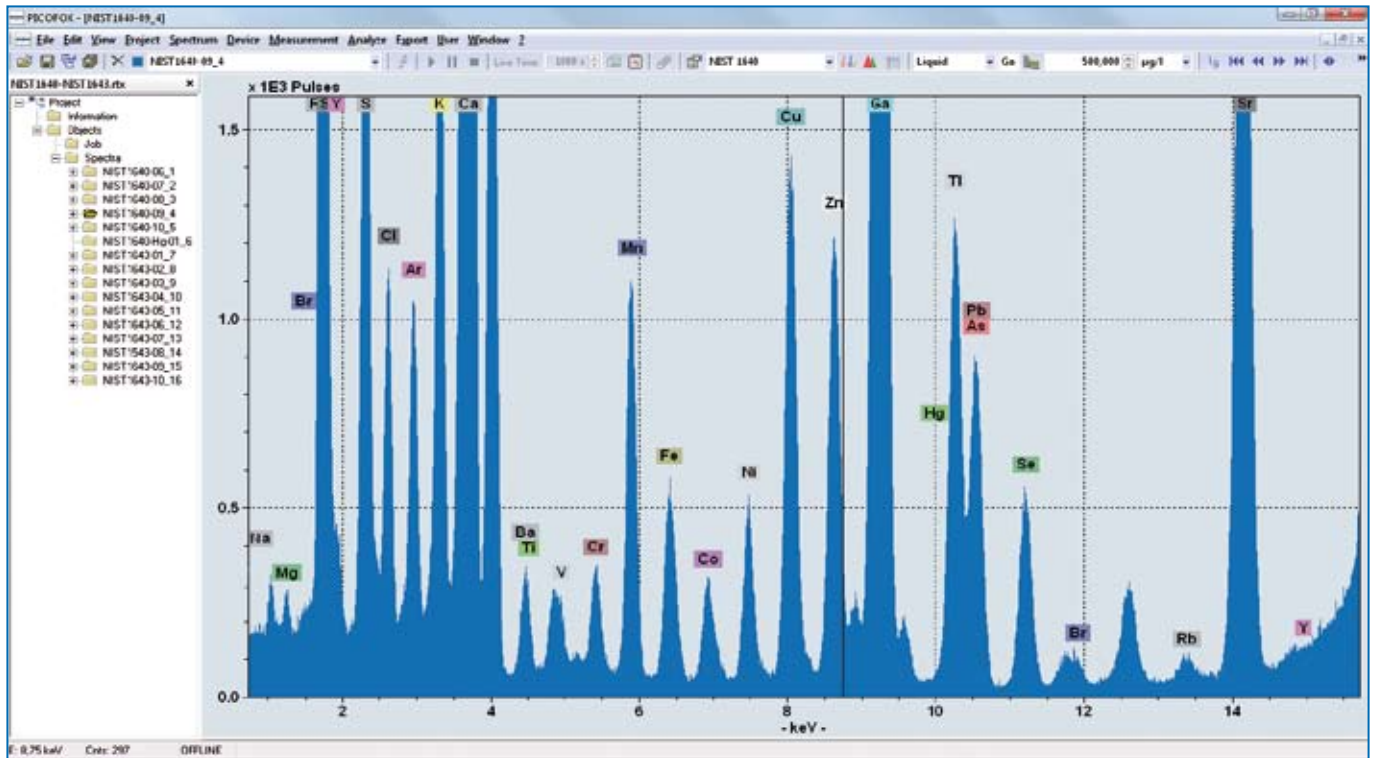 PICOFOX - [NIST1640-09_4]
File Edit View Project Spectrum Device Measurement Analyze Export User Window ?
NIST1640-09_4 Live Time 1000 s NIST 1640 Liquid Ga 500,000 µg/l
NIST1640-NIST1643.rtx x
Project
Information
Objects
Job
Spectra
NIST1640-06_1
NIST1640-07_2
NIST1640-08_3
NIST1640-09_4
NIST1640-10_5
NIST1640-Hg-01_6
NIST1643-01_7
NIST1643-02_8
NIST1643-03_9
NIST1643-04_10
NIST1643-05_11
NIST1643-06_12
NIST1643-07_13
NIST1543-08_14
NIST1643-09_15
NIST1643-10_16
x 1E3 Pulses
Y S K Ca Ga Sr
1.5 Cu
Tl
Zn
Cl Mn
Ar
Br
1.0 Pb
As
Hg
Fe
Se
Ni
0.5
Na Ba
Ti Cr
Mg V Co
Br Rb Y
0.0
2 4 6 8 10 12 14
- keV -
E: 8,75 keV Cnts: 297 OFFLINE